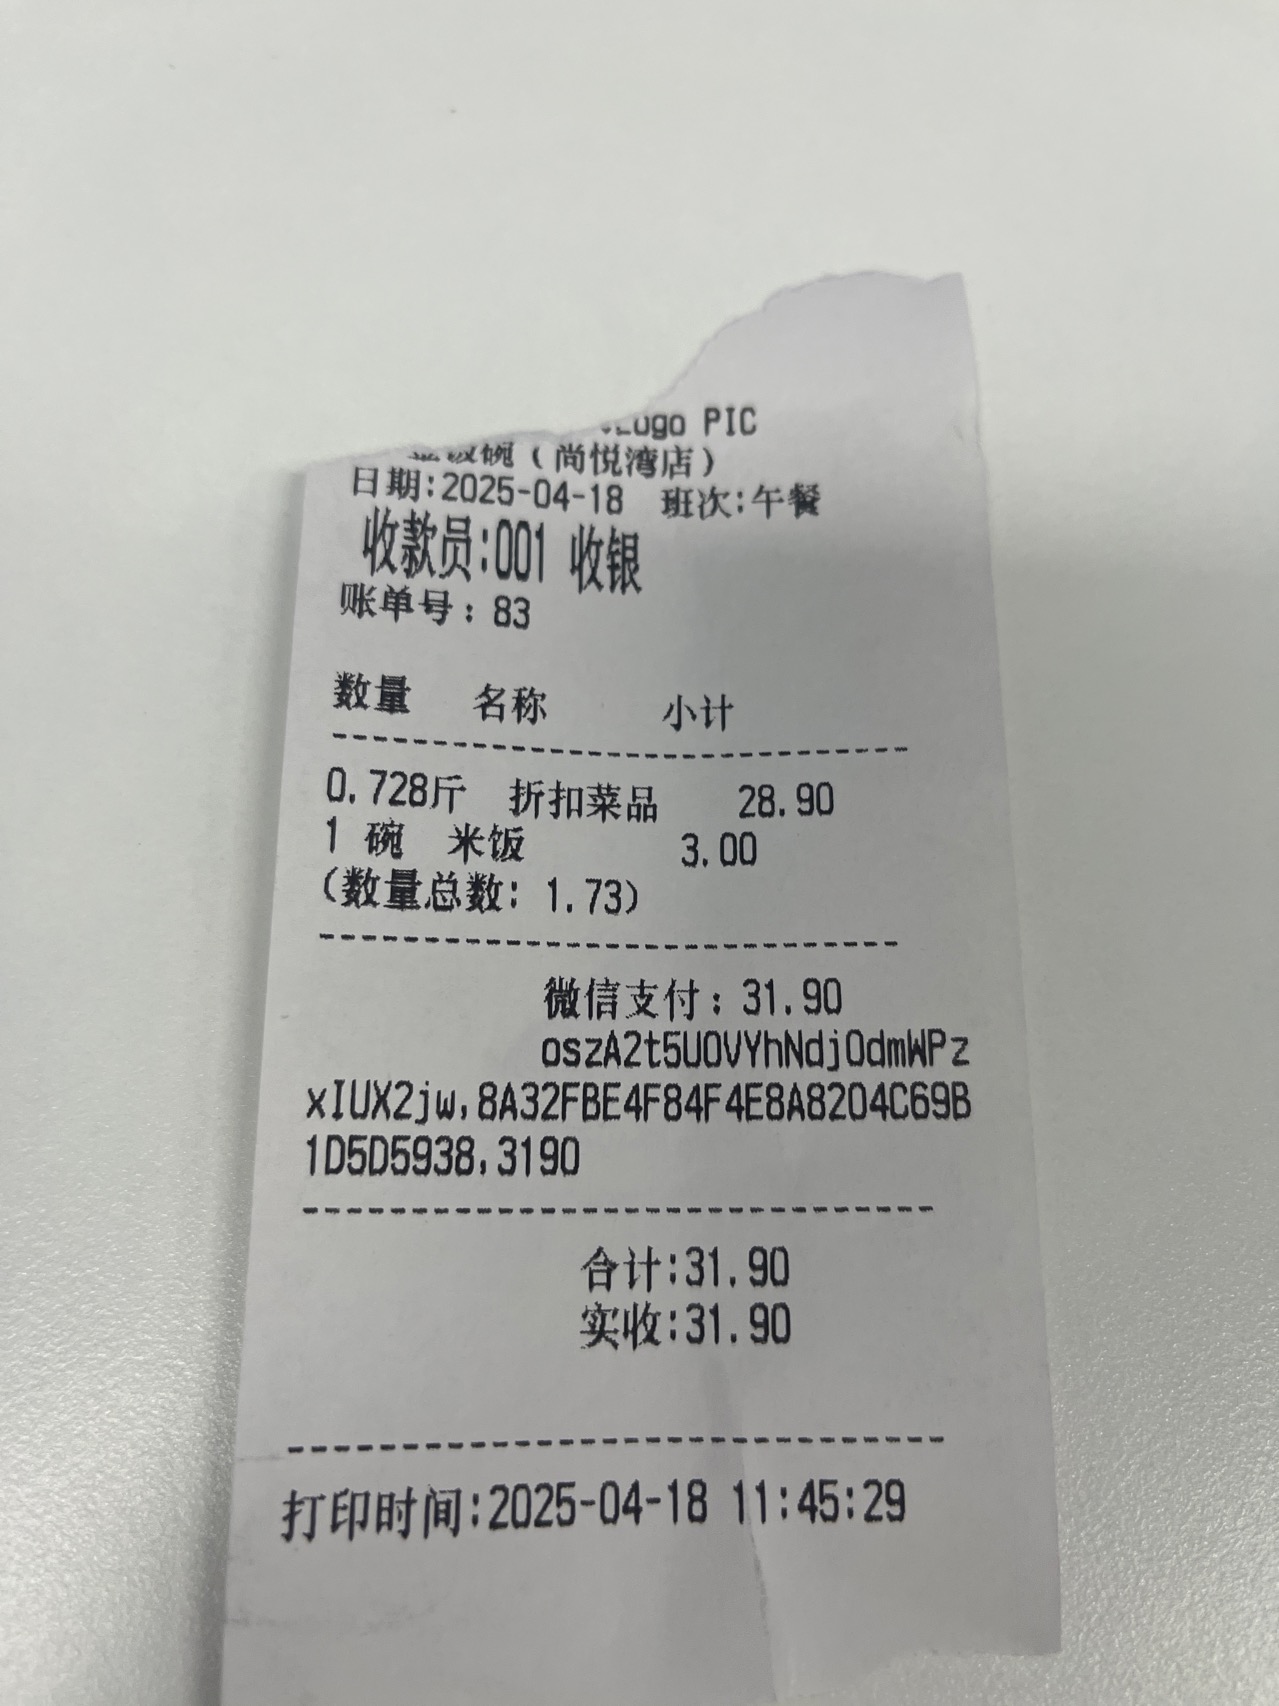 Logo PIC
碗（尚悦湾店）
日期:2025-04-18 班次:午餐
收款员:001 收银
账单号：83
数量 名称 小计
0.728斤 折扣菜品 28.90
1 碗 米饭 3.00
(数量总数: 1.73)
微信支付：31.90
oszA2t5U0VYhNdj0dmWPz
xIUX2jw,8A32FBE4F84F4E8A8204C69B
1D5D5938,3190
合计:31.90
实收:31.90
打印时间:2025-04-18 11:45:29